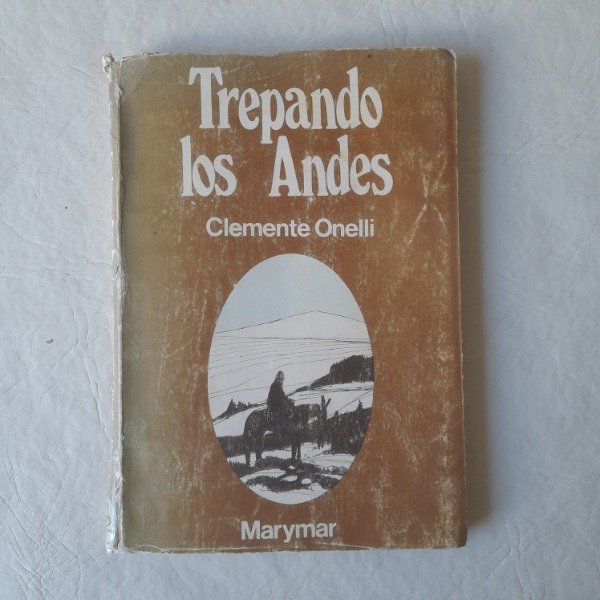 Trepando
los Andes
Clemente Onelli
Marymar